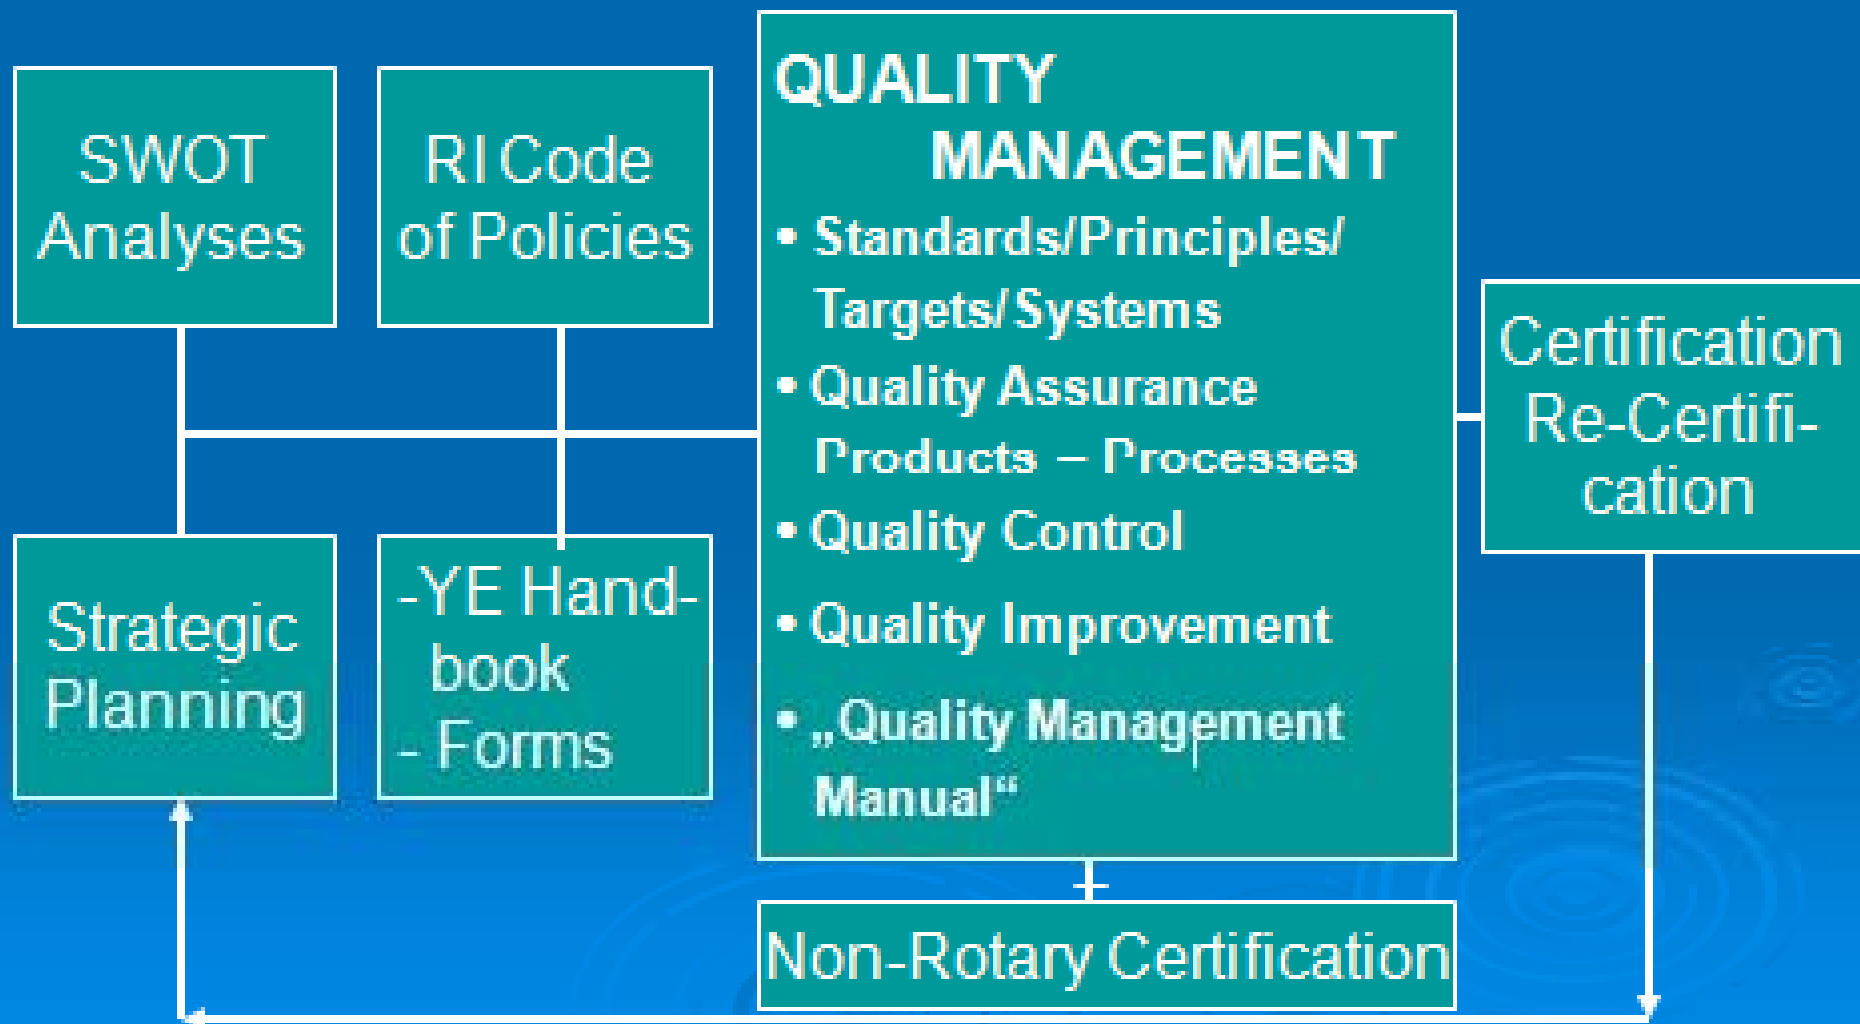 SWOT
Analyses
RI Code
of Policies
QUALITY
MANAGEMENT
• Standards/Principles/
Targets/Systems
• Quality Assurance
Products – Processes
• Quality Control
• Quality Improvement
• „Quality Management
Manual“
Certification
Re-Certifi-
cation
Strategic
Planning
-YE Hand-
book
- Forms
Non-Rotary Certification